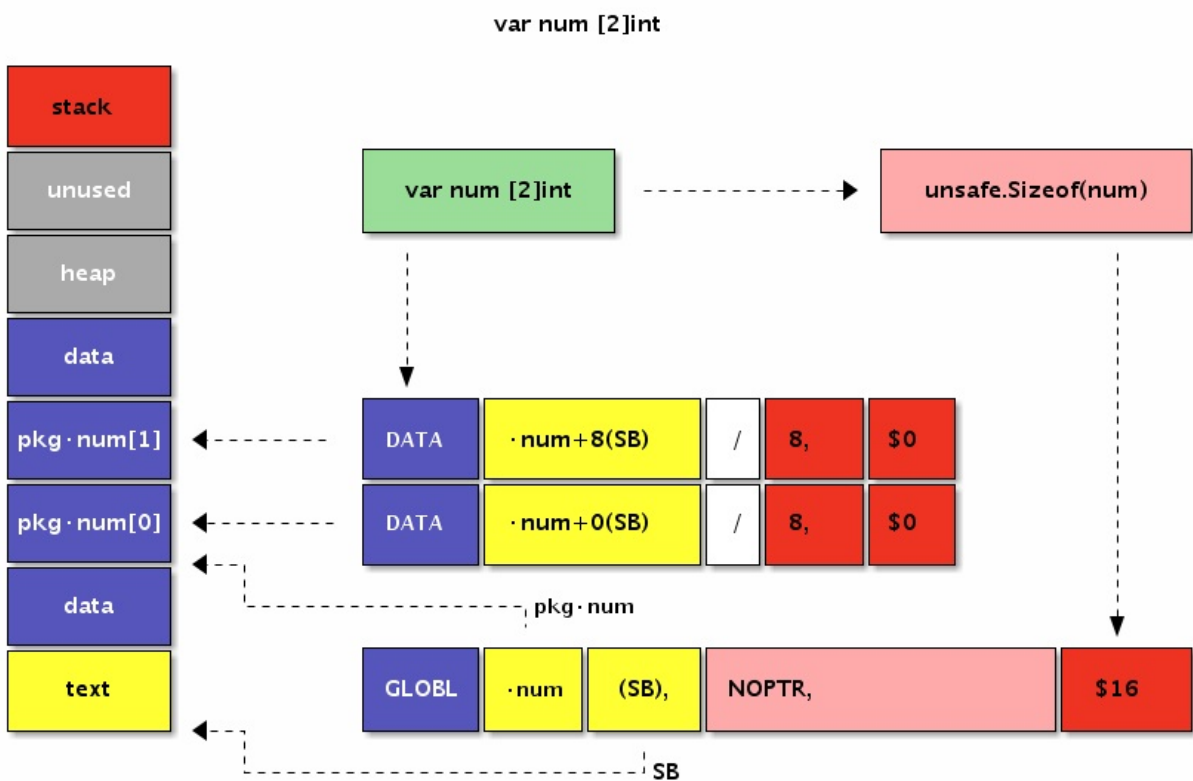 var num [2]int
stack
unused
heap
data
pkg·num[1]
pkg·num[0]
data
text
var num [2]int
unsafe.Sizeof(num)
DATA ·num+8(SB) / 8, $0
DATA ·num+0(SB) / 8, $0
pkg·num
GLOBL ·num (SB), NOPTR, $16
SB